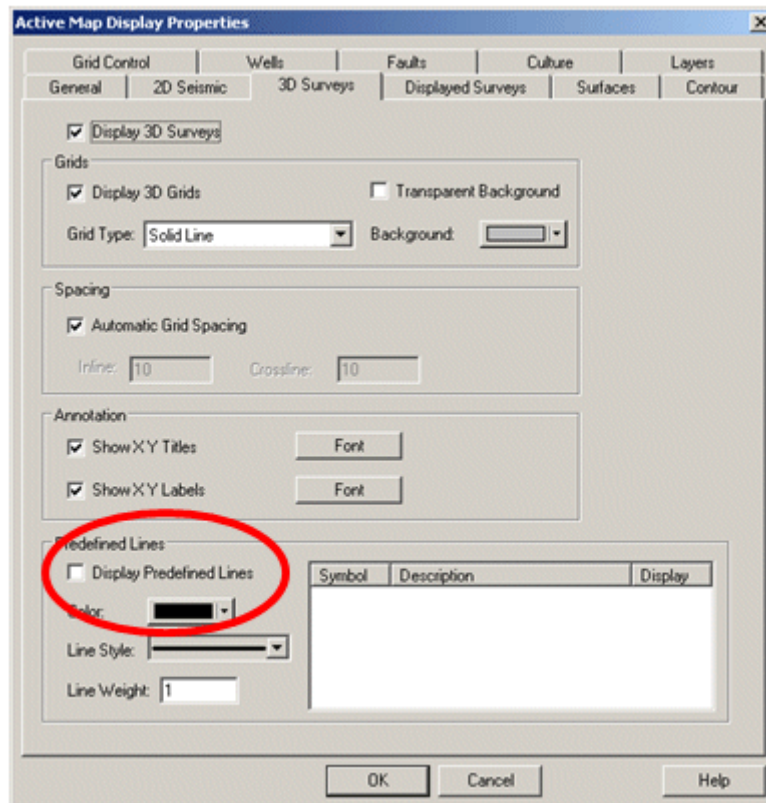 Active Map Display Properties
Grid Control Wells Faults Culture Layers
General 2D Seismic 3D Surveys Displayed Surveys Surfaces Contour
Display 3D Surveys
Grids
Display 3D Grids Transparent Background
Grid Type: Solid Line Background:
Spacing
Automatic Grid Spacing
Inline: 10 Crossline: 10
Annotation
Show X Y Titles Font
Show X Y Labels Font
Predefined Lines
Display Predefined Lines Symbol Description Display
Color:
Line Style:
Line Weight: 1
OK Cancel Help